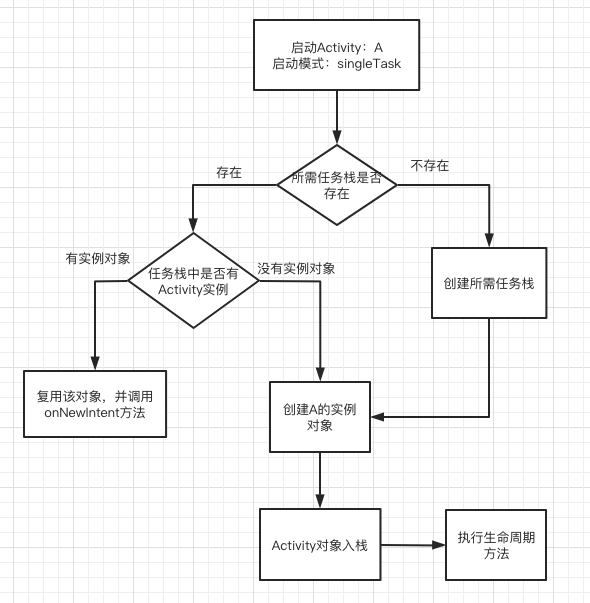 启动Activity：A
启动模式：singleTask
存在
所需任务栈是否
存在
不存在
有实例对象
任务栈中是否有
Activity实例
没有实例对象
创建所需任务栈
复用该对象，并调用
onNewIntent方法
创建A的实例
对象
Activity对象入栈
执行生命周期
方法